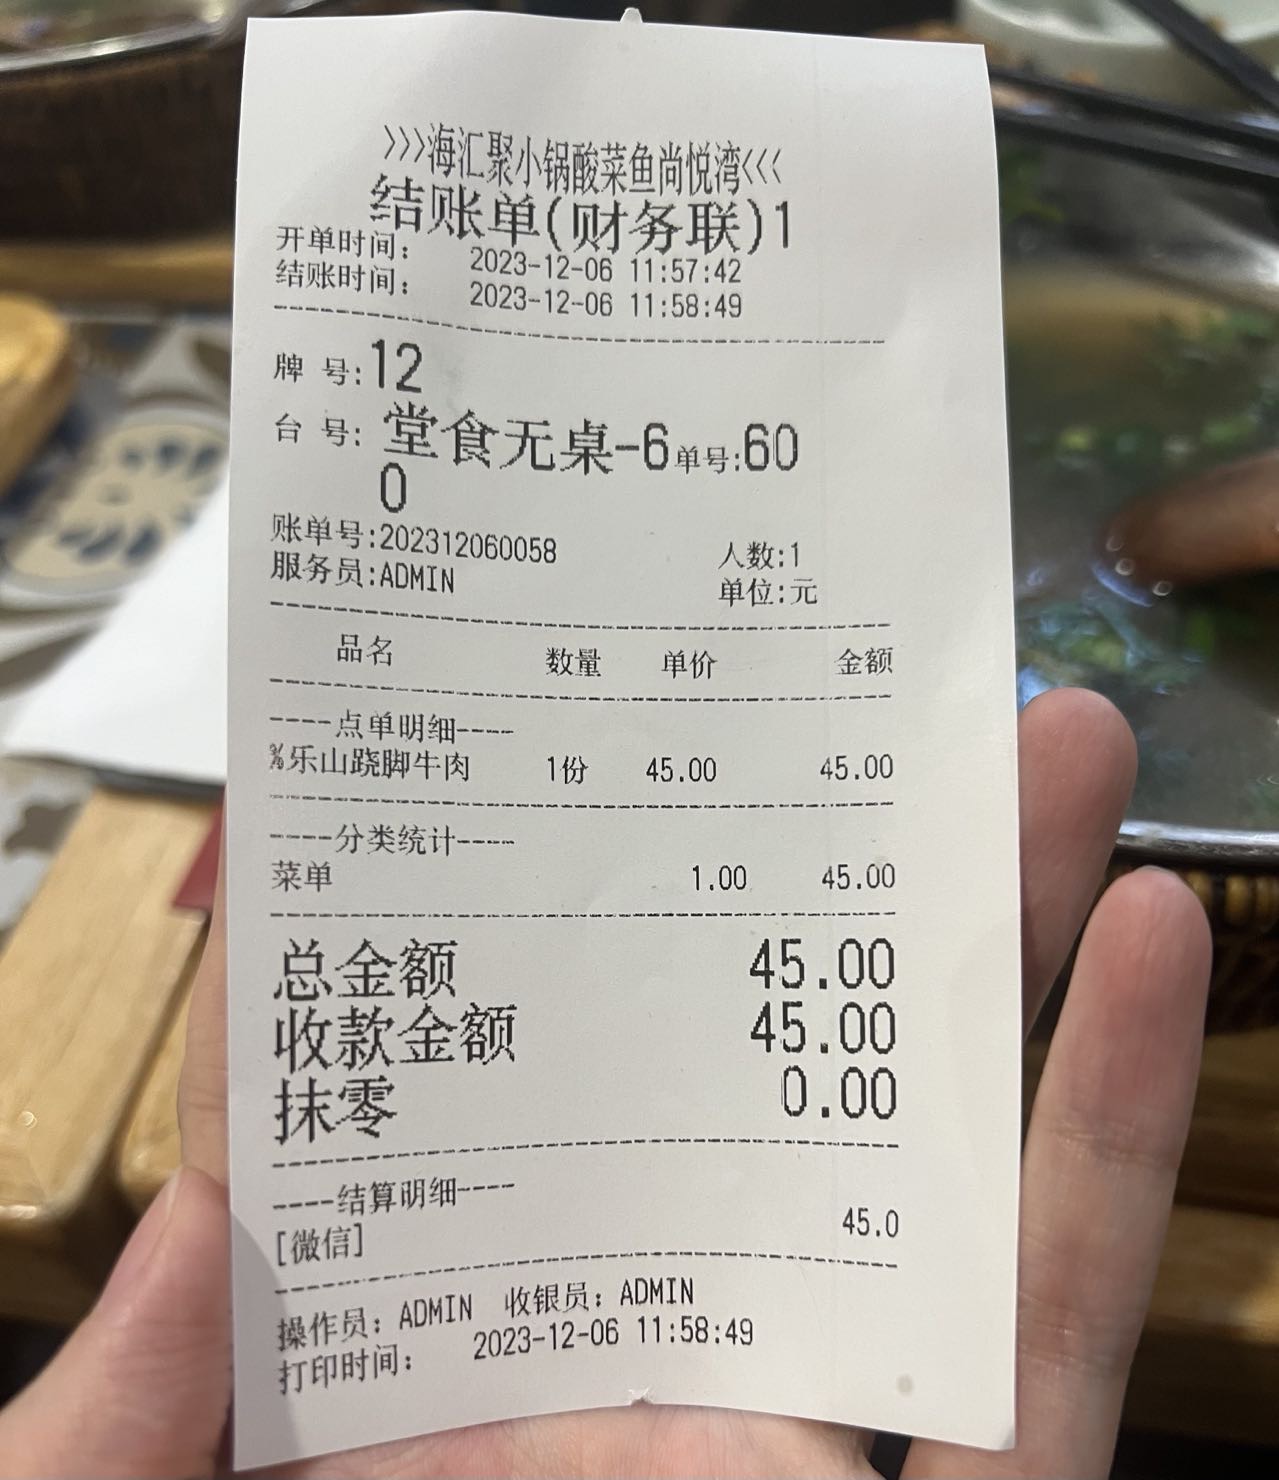 >>>海汇聚小锅酸菜鱼尚悦湾<<<
结账单(财务联)1
开单时间: 2023-12-06 11:57:42
结账时间: 2023-12-06 11:58:49
牌 号:12
台 号: 堂食无桌-6单号:60
0
账单号:202312060058 人数:1
服务员:ADMIN 单位:元
品名 数量 单价 金额
----点单明细----
%乐山跷脚牛肉 1份 45.00 45.00
----分类统计----
菜单 1.00 45.00
总金额 45.00
收款金额 45.00
抹零 0.00
----结算明细----
[微信] 45.0
操作员: ADMIN 收银员: ADMIN
打印时间: 2023-12-06 11:58:49